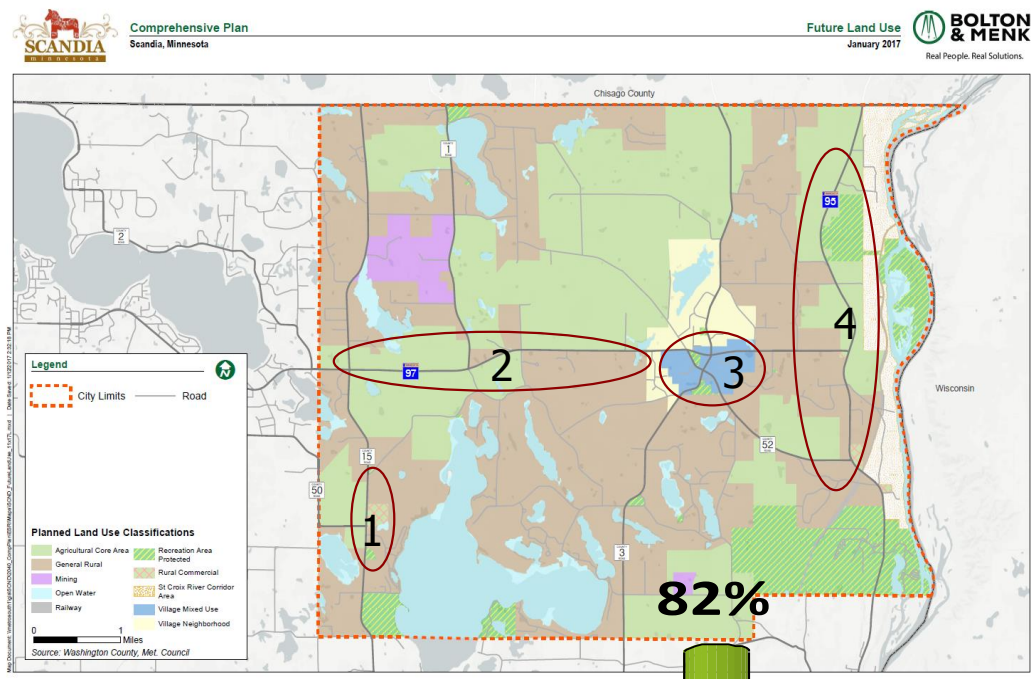 SCANDIA
minnesota
Comprehensive Plan
Scandia, Minnesota
Future Land Use
January 2017
BOLTON
& MENK
Real People. Real Solutions.
Chisago County
1
95
2
4
2
3
97
Wisconsin
52
15
50
1
3
82%
Legend
City Limits
Road
Planned Land Use Classifications
Agricultural Core Area
General Rural
Mining
Open Water
Railway
Recreation Area
Protected
Rural Commercial
St Croix River Corridor
Area
Village Mixed Use
Village Neighborhood
0 1
Miles
Source: Washington County, Met. Council